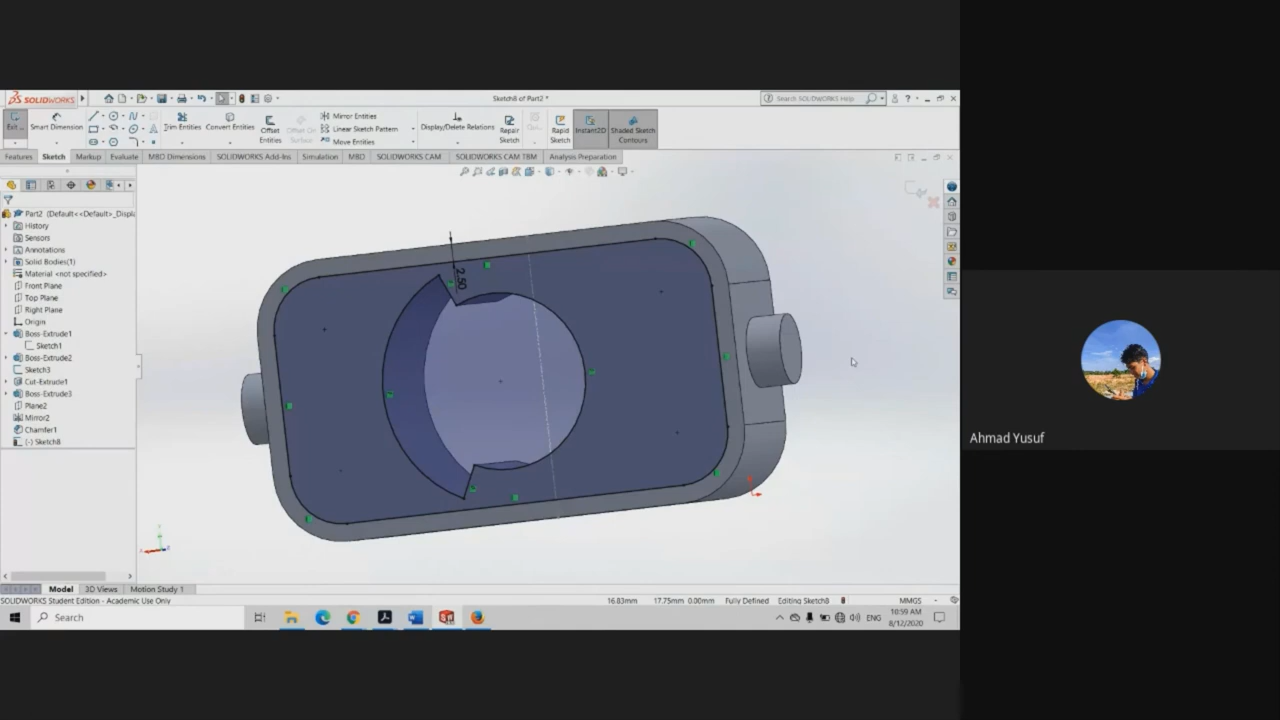 SOLIDWORKS
Sketch8 of Part2 *
Search SOLIDWORKS Help
Exit ...
Smart Dimension
Trim Entities
Convert Entities
Offset Entities
Offset On Surface
Mirror Entities
Linear Sketch Pattern
Move Entities
Display/Delete Relations
Repair Sketch
Rapid Sketch
Instant2D
Shaded Sketch Contours
Features Sketch Markup Evaluate MBD Dimensions SOLIDWORKS Add-Ins Simulation MBD SOLIDWORKS CAM SOLIDWORKS CAM TBM Analysis Preparation
Part2 (Default<<Default>_Displa
History
Sensors
Annotations
Solid Bodies(1)
Material <not specified>
Front Plane
Top Plane
Right Plane
Origin
Boss-Extrude1
Sketch1
Boss-Extrude2
Sketch3
Cut-Extrude1
Boss-Extrude3
Plane2
Mirror2
Chamfer1
(-) Sketch8
2.50
Ahmad Yusuf
Model 3D Views Motion Study 1
SOLIDWORKS Student Edition - Academic Use Only
16.83mm 17.75mm 0.00mm Fully Defined Editing Sketch8 MMGS
Search
ENG
10:59 AM
8/12/2020